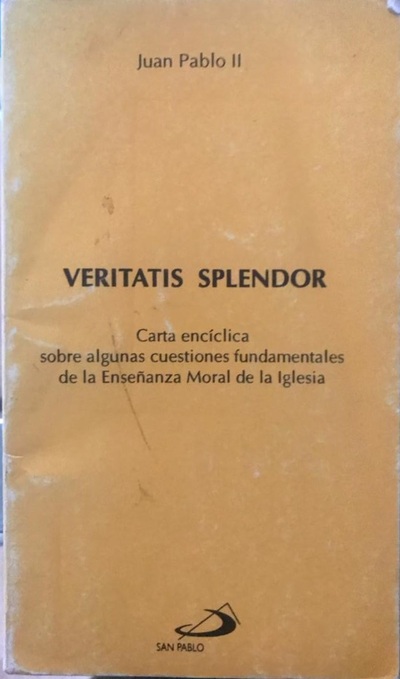 Juan Pablo II
VERITATIS SPLENDOR
Carta encíclica
sobre algunas cuestiones fundamentales
de la Enseñanza Moral de la Iglesia
SAN PABLO